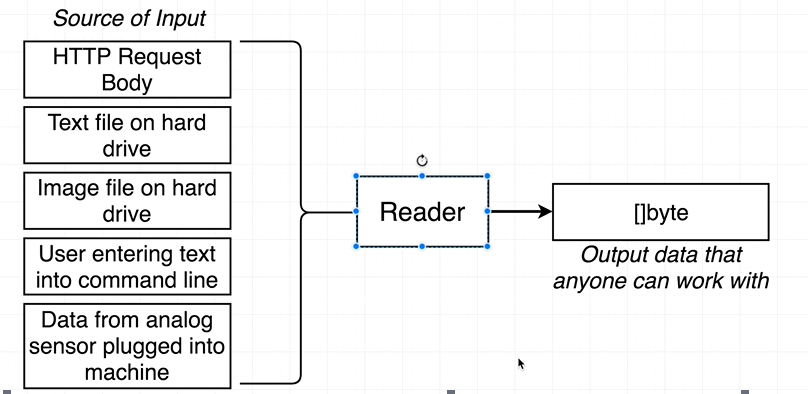 Source of Input
HTTP Request
Body
Text file on hard
drive
Image file on hard
drive
User entering text
into command line
Data from analog
sensor plugged into
machine
Reader
[]byte
Output data that
anyone can work with